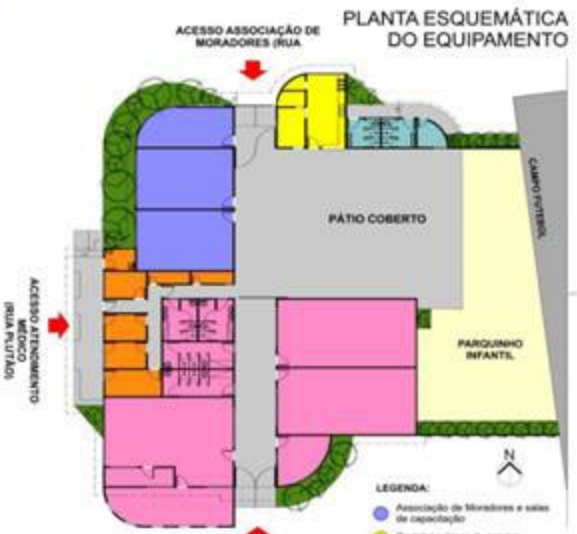 PLANTA ESQUEMÁTICA
DO EQUIPAMENTO
ACESSO ASSOCIAÇÃO DE
MORADORES (RUA
CAMPO FUTEBOL
PÁTIO COBERTO
ACESSO ATENDIMENTO
MÉDICO
(RUA PLUTÃO)
PARQUINHO
INFANTIL
N
LEGENDA:
Associação de Moradores e salas
de capacitação